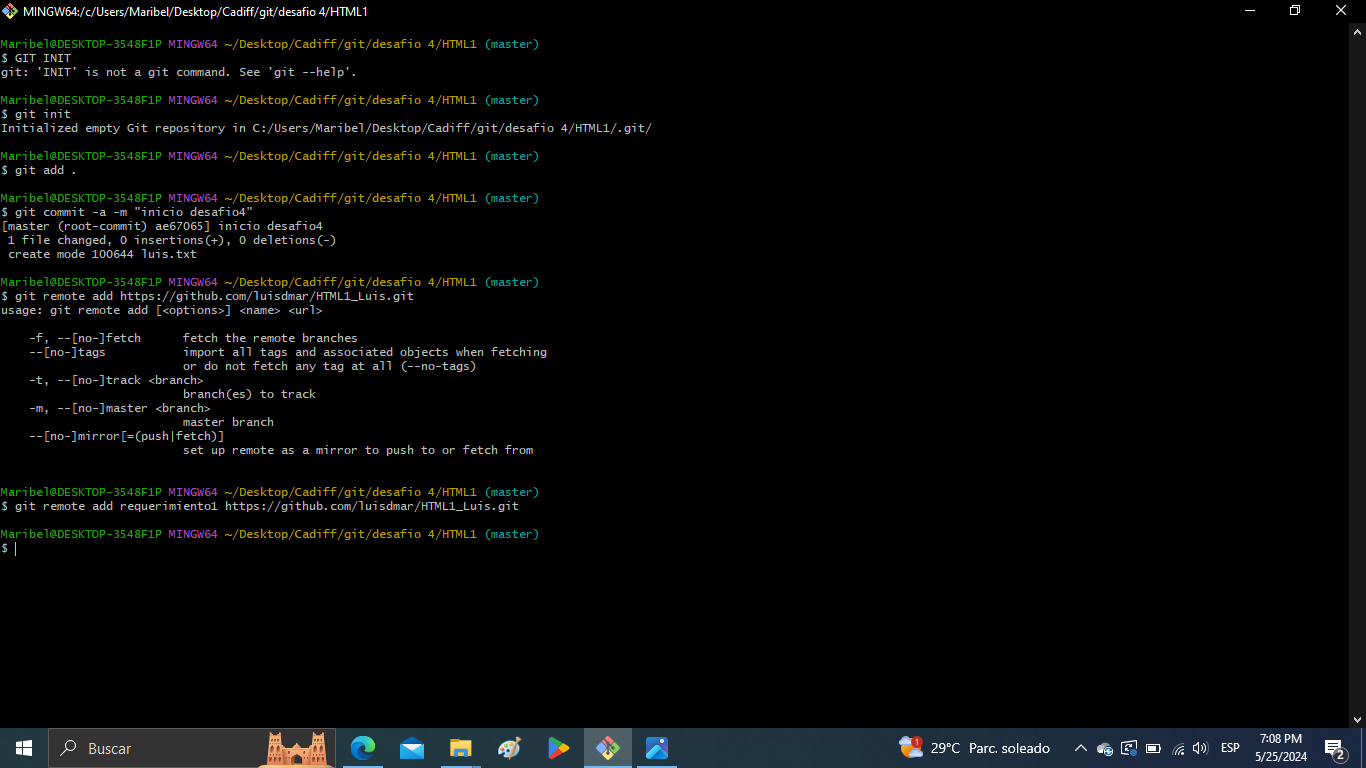 MINGW64:/c/Users/Maribel/Desktop/Cadiff/git/desafio 4/HTML1
Maribel@DESKTOP-3548F1P MINGW64 ~/Desktop/Cadiff/git/desafio 4/HTML1 (master)
$ GIT INIT
git: 'INIT' is not a git command. See 'git --help'.
Maribel@DESKTOP-3548F1P MINGW64 ~/Desktop/Cadiff/git/desafio 4/HTML1 (master)
$ git init
Initialized empty Git repository in C:/Users/Maribel/Desktop/Cadiff/git/desafio 4/HTML1/.git/
Maribel@DESKTOP-3548F1P MINGW64 ~/Desktop/Cadiff/git/desafio 4/HTML1 (master)
$ git add .
Maribel@DESKTOP-3548F1P MINGW64 ~/Desktop/Cadiff/git/desafio 4/HTML1 (master)
$ git commit -a -m "inicio desafio4"
[master (root-commit) ae67065] inicio desafio4
 1 file changed, 0 insertions(+), 0 deletions(-)
 create mode 100644 luis.txt
Maribel@DESKTOP-3548F1P MINGW64 ~/Desktop/Cadiff/git/desafio 4/HTML1 (master)
$ git remote add https://github.com/luisdmar/HTML1_Luis.git
usage: git remote add [<options>] <name> <url>
    -f, --[no-]fetch      fetch the remote branches
    --[no-]tags           import all tags and associated objects when fetching
                          or do not fetch any tag at all (--no-tags)
    -t, --[no-]track <branch>
                          branch(es) to track
    -m, --[no-]master <branch>
                          master branch
    --[no-]mirror[=(push|fetch)]
                          set up remote as a mirror to push to or fetch from
Maribel@DESKTOP-3548F1P MINGW64 ~/Desktop/Cadiff/git/desafio 4/HTML1 (master)
$ git remote add requerimiento1 https://github.com/luisdmar/HTML1_Luis.git
Maribel@DESKTOP-3548F1P MINGW64 ~/Desktop/Cadiff/git/desafio 4/HTML1 (master)
$
Buscar
1
29°C Parc. soleado
ESP
7:08 PM
5/25/2024
2